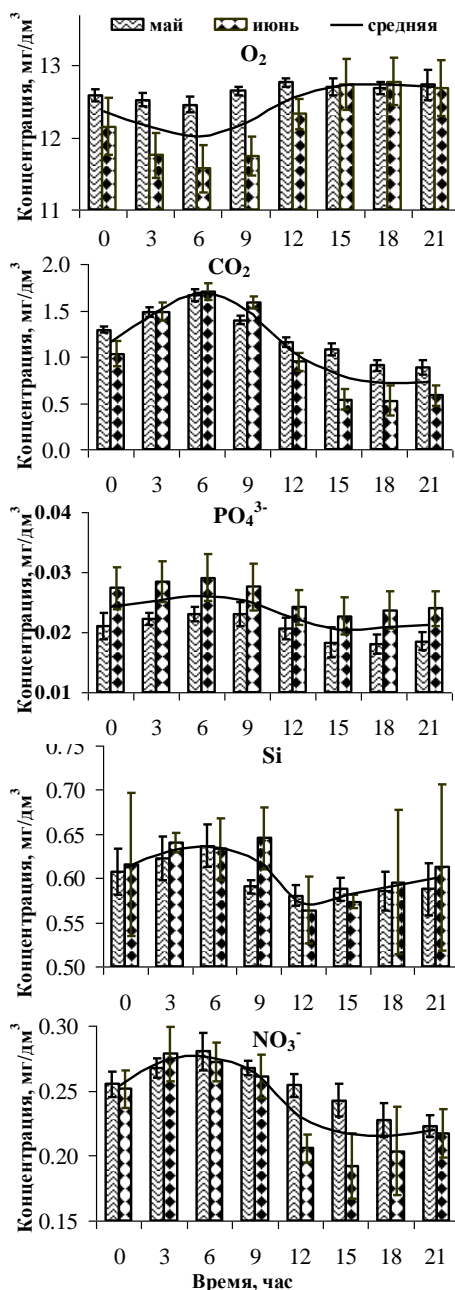 май июнь средняя
O₂
Концентрация, мг/дм³
13
12
11
0 3 6 9 12 15 18 21
CO₂
Концентрация, мг/дм³
2.0
1.5
1.0
0.5
0.0
0 3 6 9 12 15 18 21
PO₄³⁻
Концентрация, мг/дм³
0.04
0.03
0.02
0.01
0 3 6 9 12 15 18 21
Si
Концентрация, мг/дм³
0.75
0.70
0.65
0.60
0.55
0.50
0 3 6 9 12 15 18 21
NO₃⁻
Концентрация, мг/дм³
0.30
0.25
0.20
0.15
0 3 6 9 12 15 18 21
Время, час